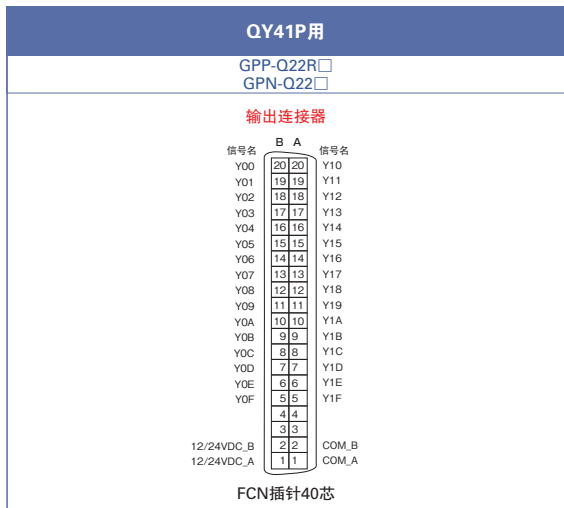 QY41P用
GPP-Q22R□
GPN-Q22□
输出连接器
B A
信号名 信号名
Y00 20 20 Y10
Y01 19 19 Y11
Y02 18 18 Y12
Y03 17 17 Y13
Y04 16 16 Y14
Y05 15 15 Y15
Y06 14 14 Y16
Y07 13 13 Y17
Y08 12 12 Y18
Y09 11 11 Y19
Y0A 10 10 Y1A
Y0B 9 9 Y1B
Y0C 8 8 Y1C
Y0D 7 7 Y1D
Y0E 6 6 Y1E
Y0F 5 5 Y1F
4 4
3 3
12/24VDC_B 2 2 COM_B
12/24VDC_A 1 1 COM_A
FCN插针40芯